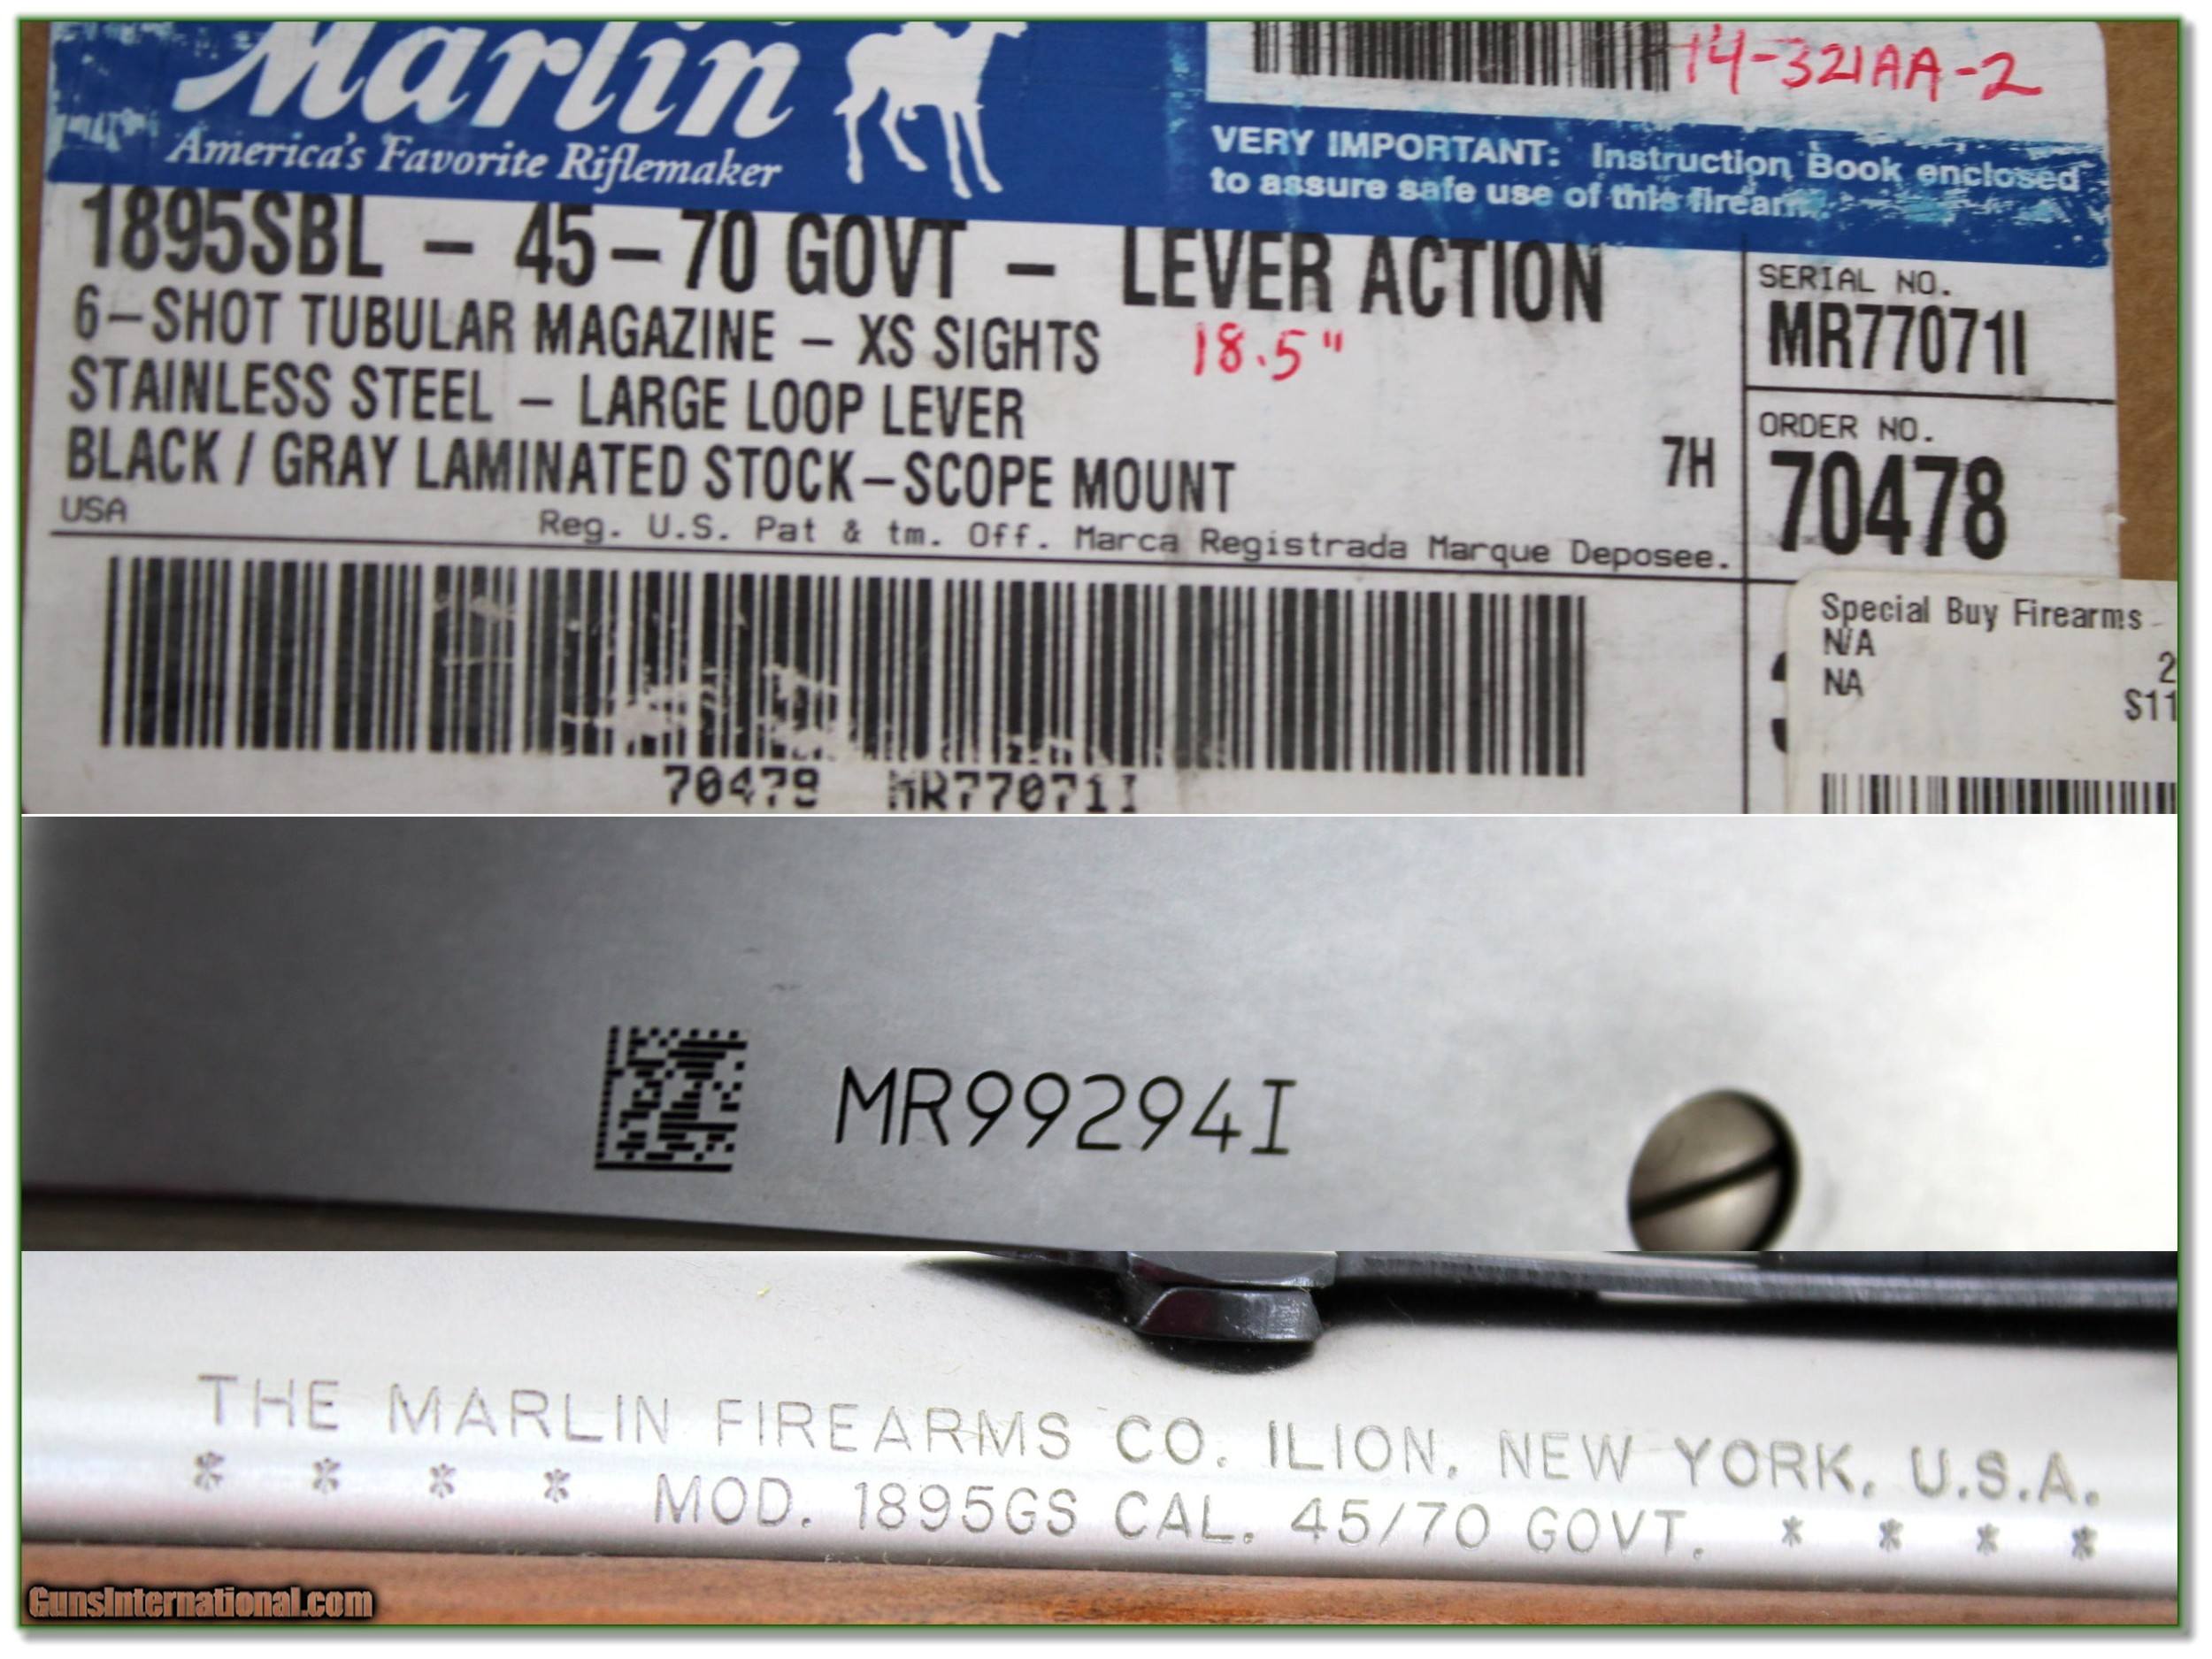 Marlin
America's Favorite Riflemaker
14-321AA-2
VERY IMPORTANT: Instruction Book enclosed
to assure safe use of this firearm.
1895SBL - 45-70 GOVT - LEVER ACTION
6-SHOT TUBULAR MAGAZINE - XS SIGHTS
18.5"
STAINLESS STEEL - LARGE LOOP LEVER
BLACK / GRAY LAMINATED STOCK-SCOPE MOUNT
7H
USA
Reg. U.S. Pat & tm. Off. Marca Registrada Marque Deposee.
SERIAL NO.
MR77071I
ORDER NO.
70478
Special Buy Firearms -
N/A
2
NA
S11
70478 MR77071I
MR99294I
THE MARLIN FIREARMS CO. ILION, NEW YORK, U.S.A.
* * * * MOD. 1895GS CAL. 45/70 GOVT. * * * *
GunsInternational.com